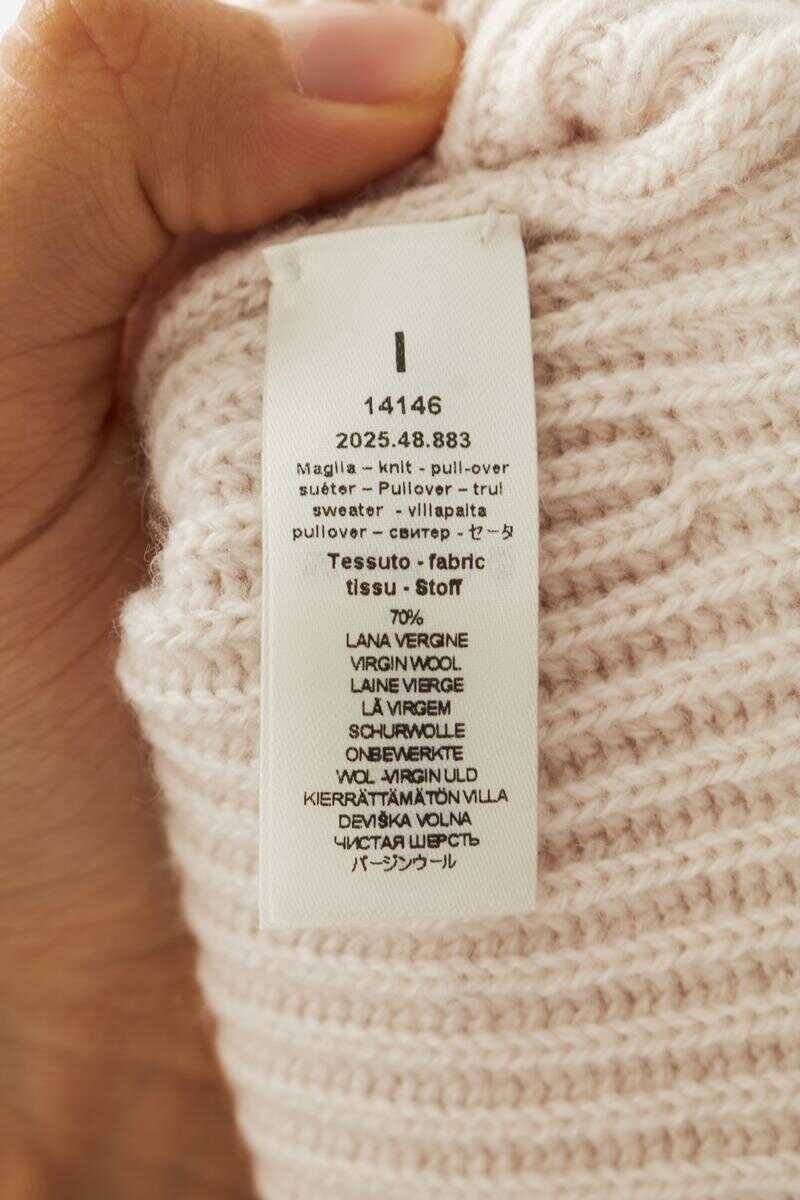 I
14146
2025.48.883
Maglia – knit - pull-over
suéter – Pullover – trui
sweater - villapaita
pullover – свитер - セータ
Tessuto - fabric
tissu - Stoff
70%
LANA VERGINE
VIRGIN WOOL
LAINE VIERGE
LÃ VIRGEM
SCHURWOLLE
ONBEWERKTE
WOL -VIRGIN ULD
KIERRÄTTÄMÄTÖN VILLA
DEVIŠKA VOLNA
ЧИСТАЯ ШЕРСТЬ
バージンウール